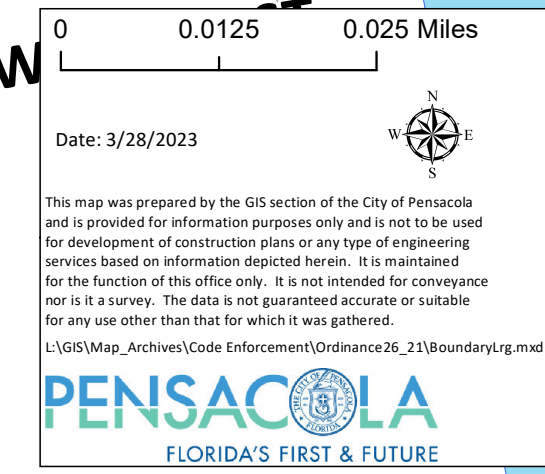 0 0.0125 0.025 Miles
W
N
Date: 3/28/2023
W E
S
This map was prepared by the GIS section of the City of Pensacola
and is provided for information purposes only and is not to be used
for development of construction plans or any type of engineering
services based on information depicted herein. It is maintained
for the function of this office only. It is not intended for conveyance
nor is it a survey. The data is not guaranteed accurate or suitable
for any use other than that for which it was gathered.
L:\GIS\Map_Archives\Code Enforcement\Ordinance26_21\BoundaryLrg.mxd
PENSACOLA
THE CITY OF PENSACOLA
FLORIDA
FLORIDA'S FIRST & FUTURE